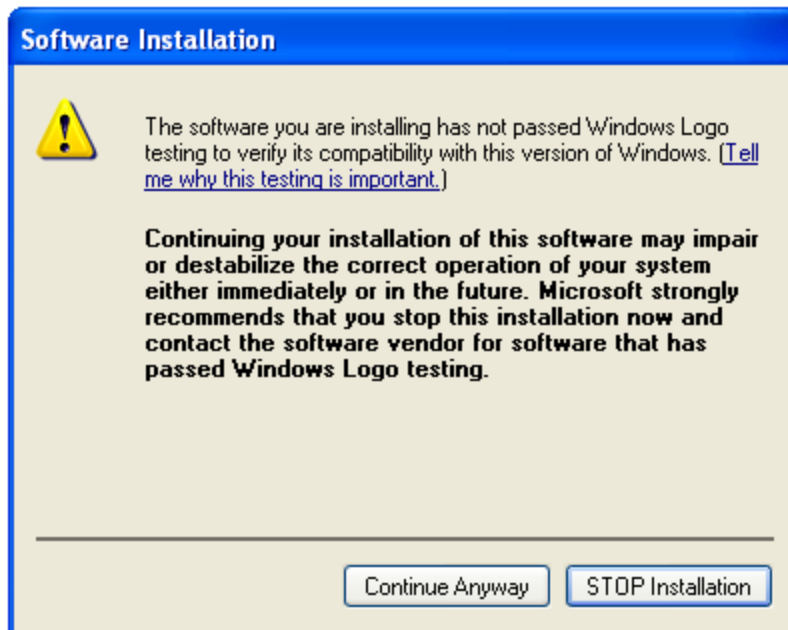 Software Installation
The software you are installing has not passed Windows Logo
testing to verify its compatibility with this version of Windows. (Tell
me why this testing is important.)
Continuing your installation of this software may impair
or destabilize the correct operation of your system
either immediately or in the future. Microsoft strongly
recommends that you stop this installation now and
contact the software vendor for software that has
passed Windows Logo testing.
Continue Anyway
STOP Installation